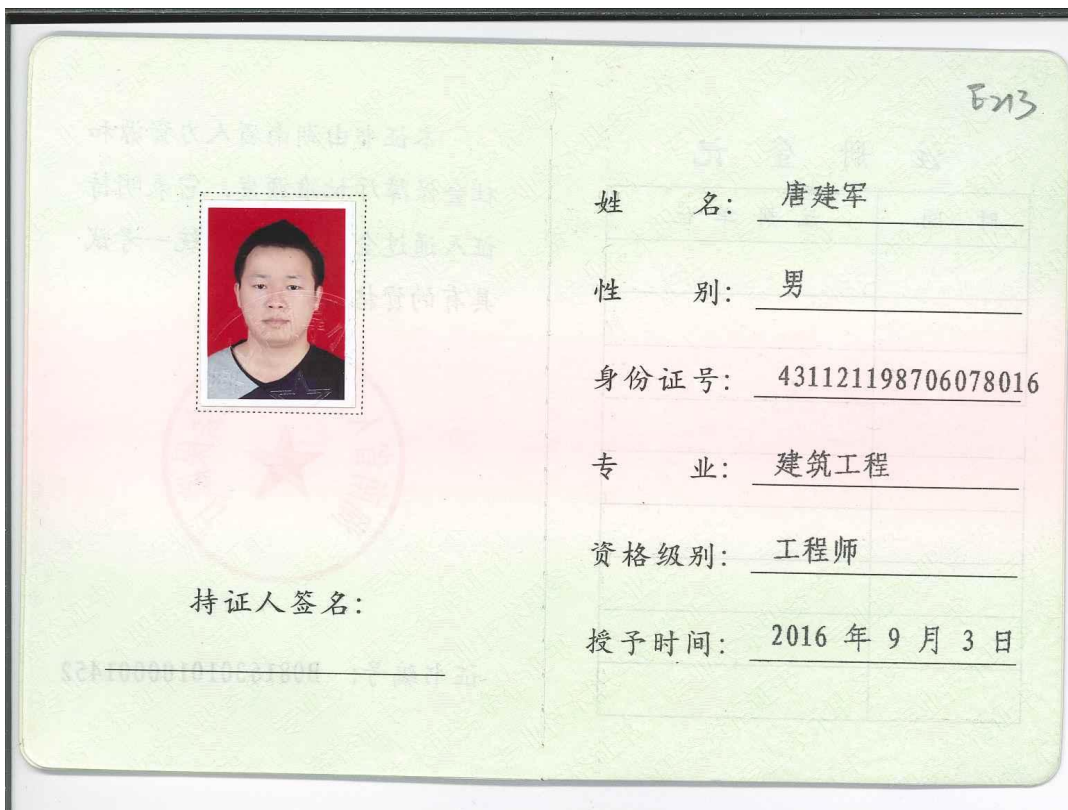 E213
姓 名: 唐建军
性 别: 男
身份证号: 431121198706078016
专 业: 建筑工程
资格级别: 工程师
授予时间: 2016 年 9 月 3 日
持证人签名: